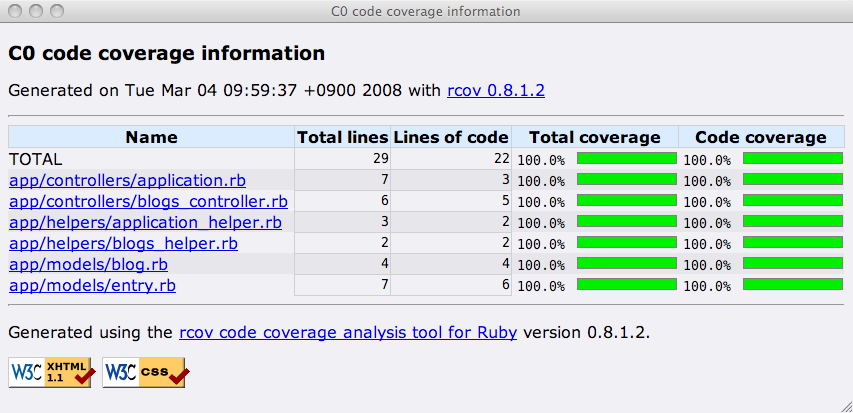 C0 code coverage information
C0 code coverage information
Generated on Tue Mar 04 09:59:37 +0900 2008 with rcov 0.8.1.2
Name Total lines Lines of code Total coverage Code coverage
TOTAL 29 22 100.0% 100.0%
app/controllers/application.rb 7 3 100.0% 100.0%
app/controllers/blogs_controller.rb 6 5 100.0% 100.0%
app/helpers/application_helper.rb 3 2 100.0% 100.0%
app/helpers/blogs_helper.rb 2 2 100.0% 100.0%
app/models/blog.rb 4 4 100.0% 100.0%
app/models/entry.rb 7 6 100.0% 100.0%
Generated using the rcov code coverage analysis tool for Ruby version 0.8.1.2.
W3C XHTML 1.1 W3C css